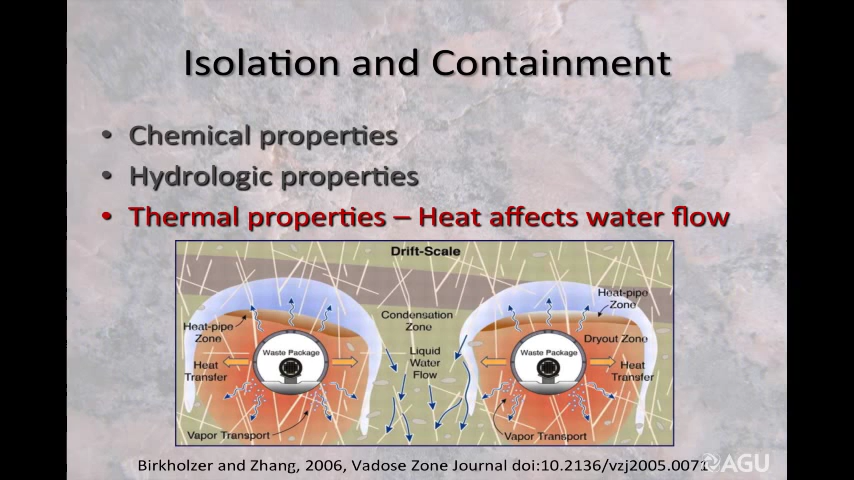 Isolation and Containment
• Chemical properties
• Hydrologic properties
• Thermal properties – Heat affects water flow
Drift-Scale
Heat-pipe
Zone
Condensation
Zone
Heat-pipe
Zone
Dryout Zone
Waste Package
Liquid
Water
Flow
Waste Package
Heat
Transfer
Heat
Transfer
Vapor Transport
Vapor Transport
Birkholzer and Zhang, 2006, Vadose Zone Journal doi:10.2136/vzj2005.0071
AGU